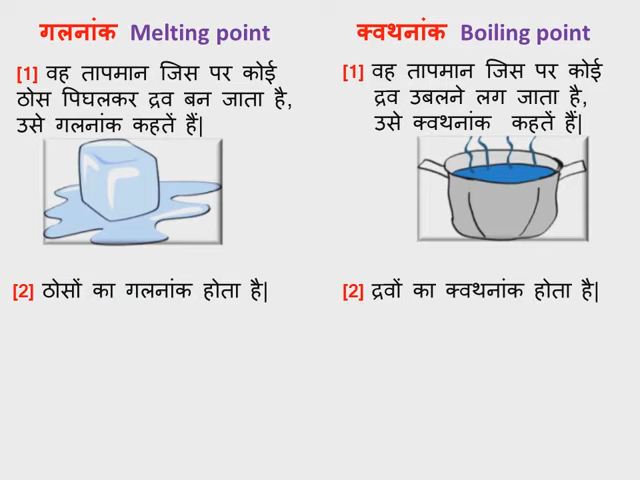 गलनांक Melting point
[1] वह तापमान जिस पर कोई
ठोस पिघलकर द्रव बन जाता है,
उसे गलनांक कहतें हैं|
[2] ठोसों का गलनांक होता है|
क्वथनांक Boiling point
[1] वह तापमान जिस पर कोई
द्रव उबलने लग जाता है,
उसे क्वथनांक कहतें हैं|
[2] द्रवों का क्वथनांक होता है|